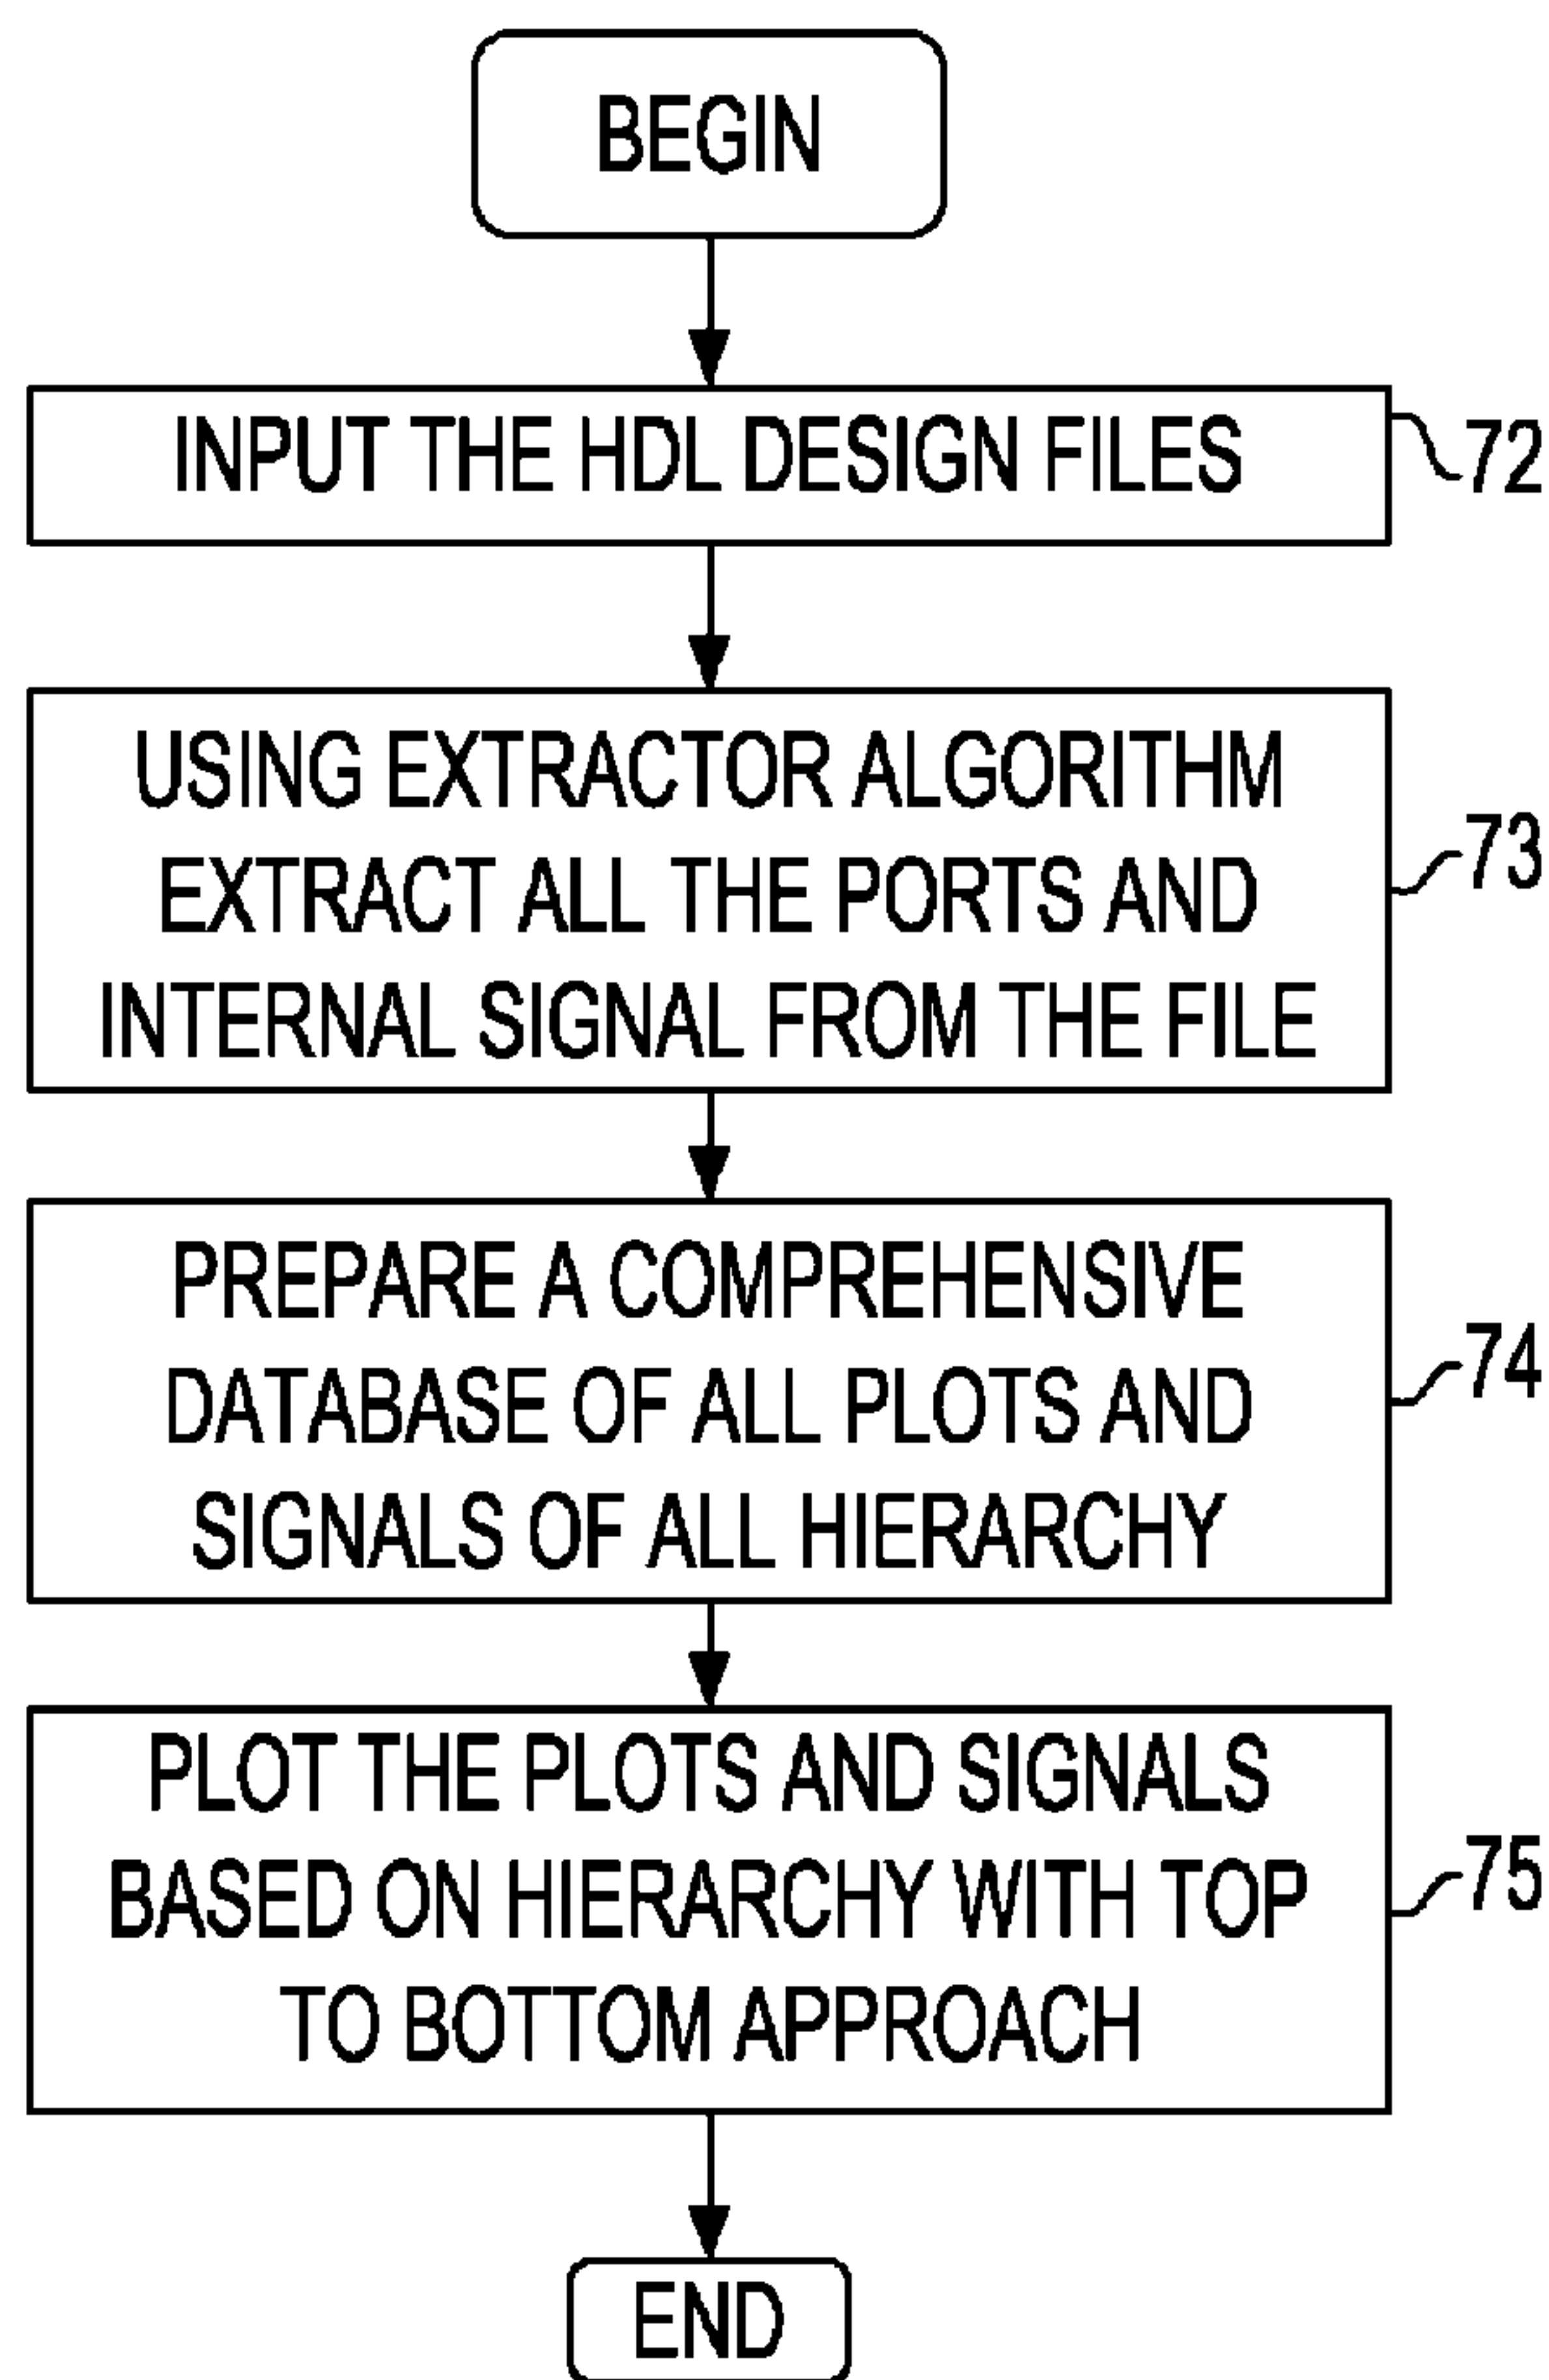 BEGIN
INPUT THE HDL DESIGN FILES
72
USING EXTRACTOR ALGORITHM
EXTRACT ALL THE PORTS AND
INTERNAL SIGNAL FROM THE FILE
73
PREPARE A COMPREHENSIVE
DATABASE OF ALL PLOTS AND
SIGNALS OF ALL HIERARCHY
74
PLOT THE PLOTS AND SIGNALS
BASED ON HIERARCHY WITH TOP
TO BOTTOM APPROACH
75
END